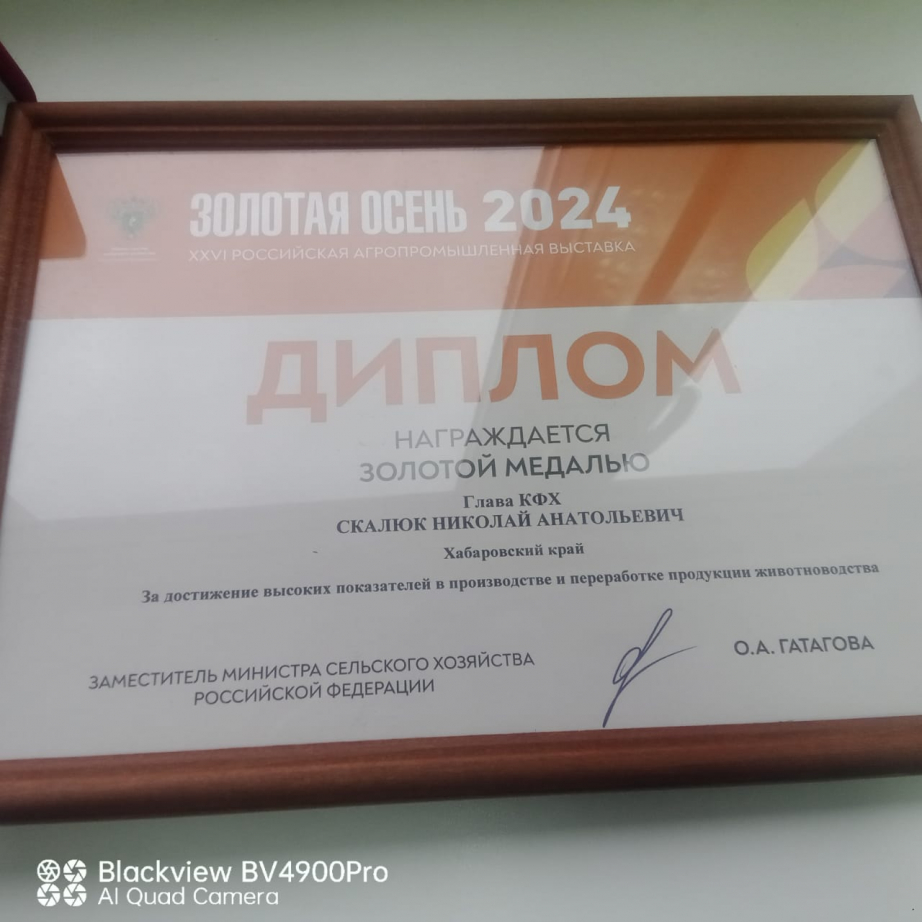 ЗОЛОТАЯ ОСЕНЬ 2024
XXVI РОССИЙСКАЯ АГРОПРОМЫШЛЕННАЯ ВЫСТАВКА
ДИПЛОМ
НАГРАЖДАЕТСЯ
ЗОЛОТОЙ МЕДАЛЬЮ
Глава КФХ
СКАЛЮК НИКОЛАЙ АНАТОЛЬЕВИЧ
Хабаровский край
За достижение высоких показателей в производстве и переработке продукции животноводства
ЗАМЕСТИТЕЛЬ МИНИСТРА СЕЛЬСКОГО ХОЗЯЙСТВА
РОССИЙСКОЙ ФЕДЕРАЦИИ
О.А. ГАТАГОВА
Blackview BV4900Pro
AI Quad Camera